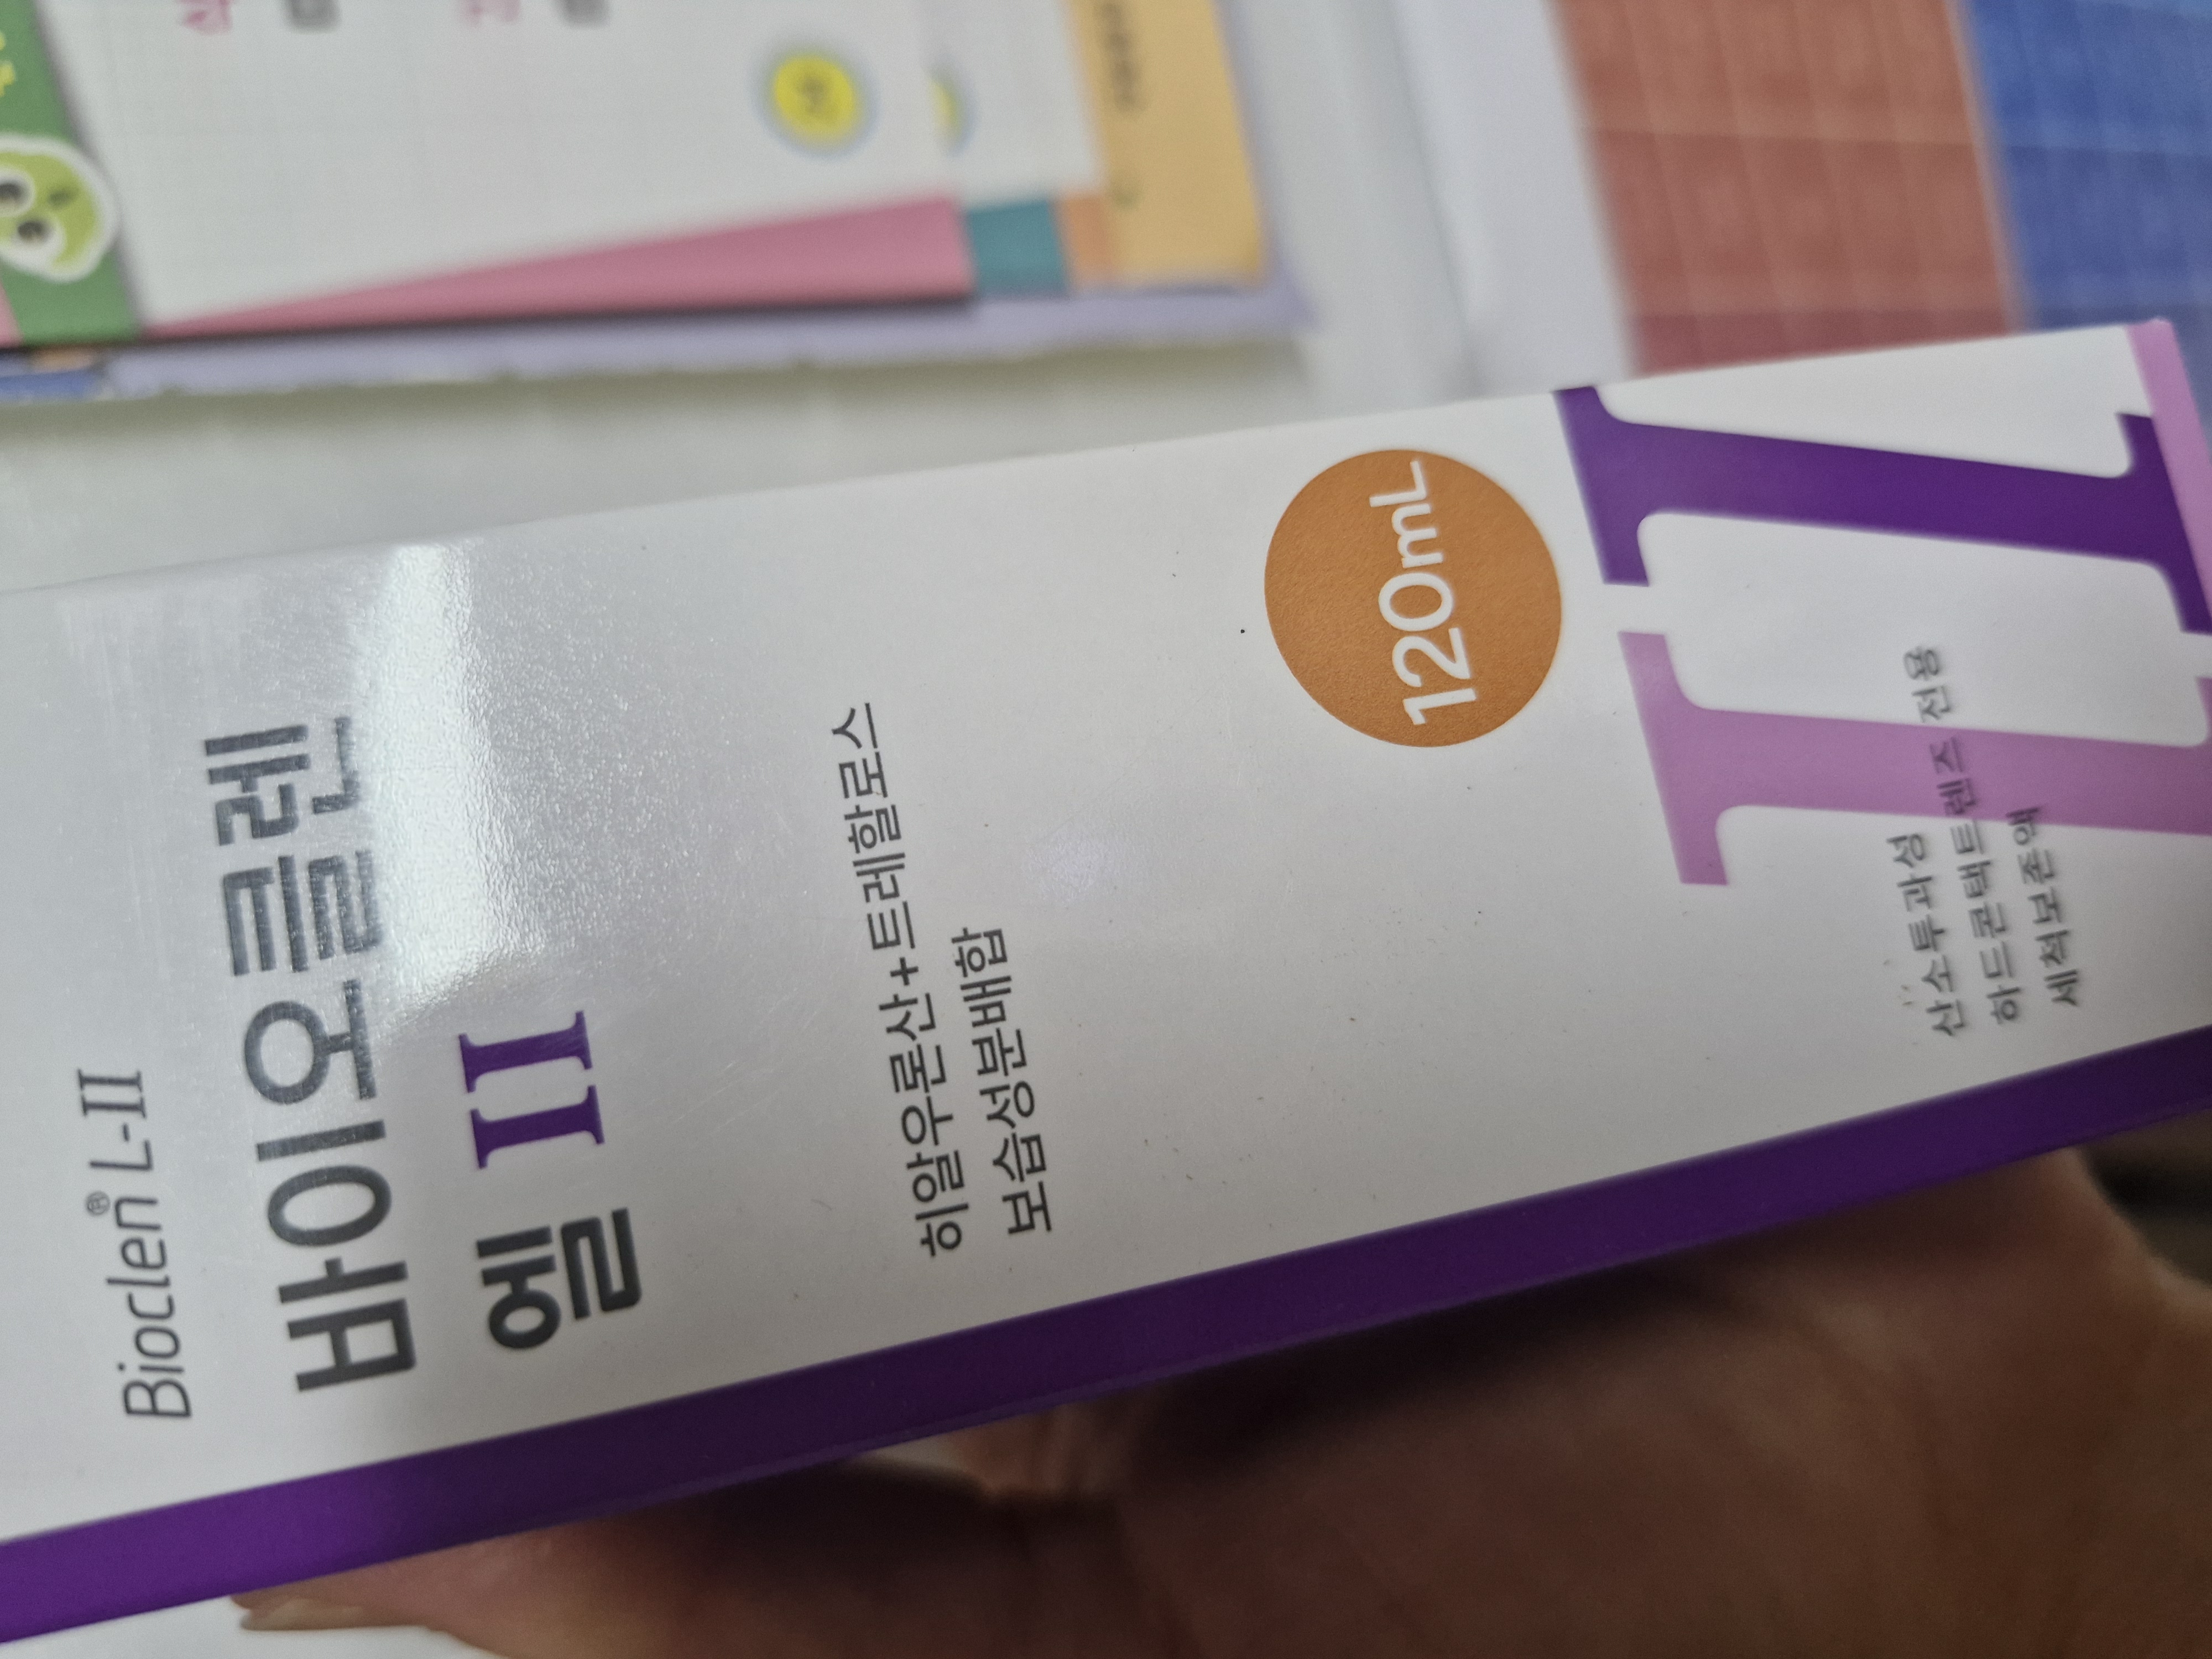 Bioclen® L-II
바이오클렌
엘 II
히알우론산+트레할로스
보습성분배합
120mL
산소투과성
하드콘택트렌즈 전용
세척보존액